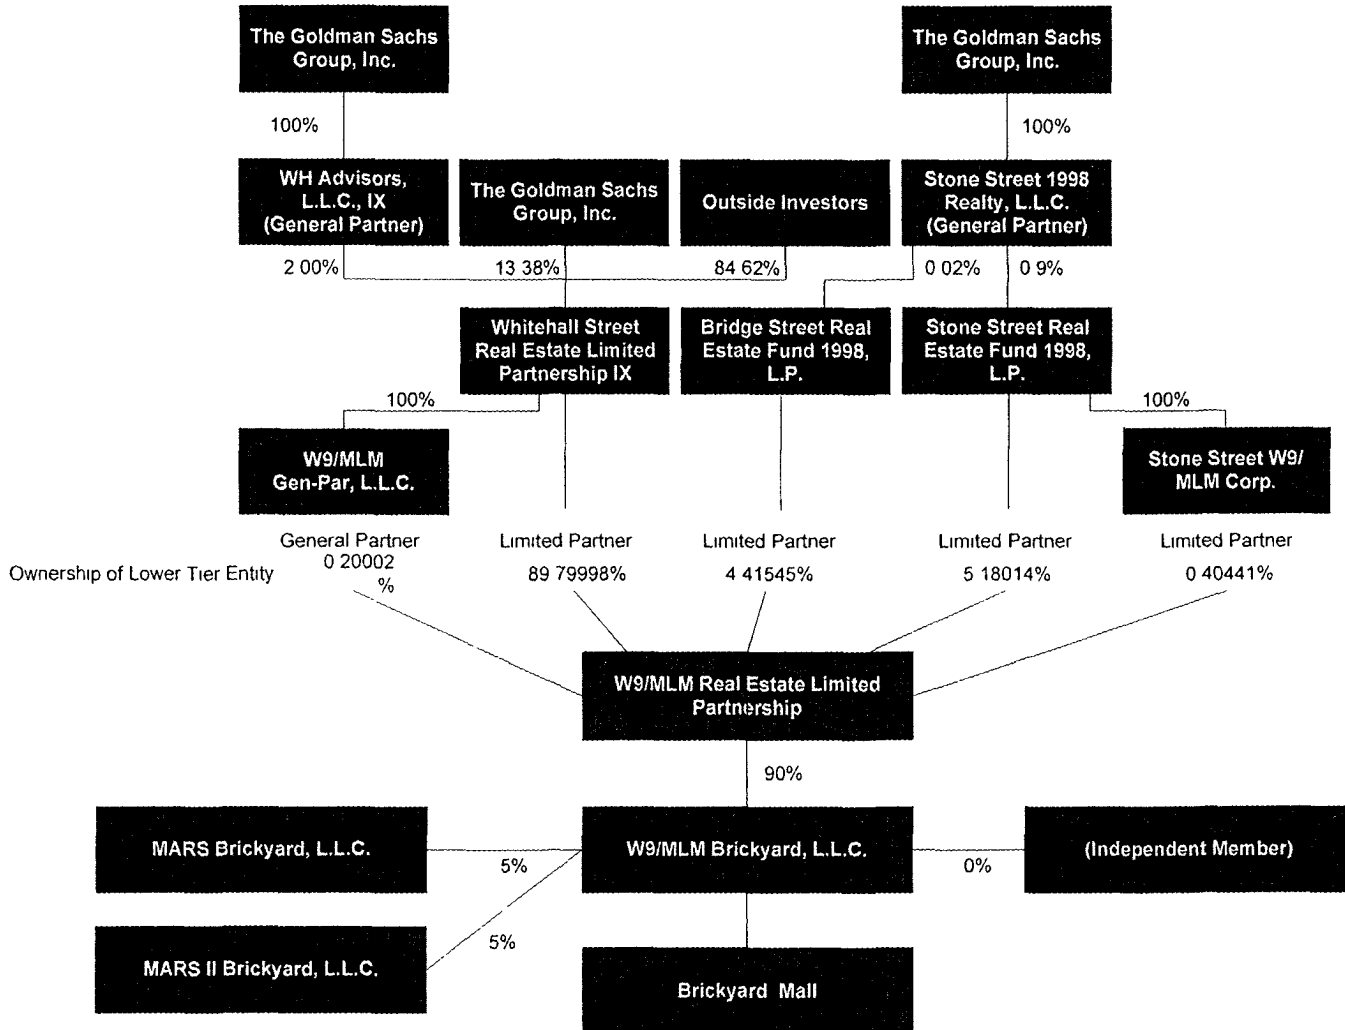 The Goldman Sachs
Group, Inc.
The Goldman Sachs
Group, Inc.
100%
100%
WH Advisors,
L.L.C., IX
(General Partner)
The Goldman Sachs
Group, Inc.
Outside Investors
Stone Street 1998
Realty, L.L.C.
(General Partner)
2 00%
13 38%
84 62%
0 02%
0 9%
Whitehall Street
Real Estate Limited
Partnership IX
Bridge Street Real
Estate Fund 1998,
L.P.
Stone Street Real
Estate Fund 1998,
L.P.
100%
100%
W9/MLM
Gen-Par, L.L.C.
Stone Street W9/
MLM Corp.
General Partner
Limited Partner
Limited Partner
Limited Partner
Limited Partner
Ownership of Lower Tier Entity
0 20002
%
89 79998%
4 41545%
5 18014%
0 40441%
W9/MLM Real Estate Limited
Partnership
90%
MARS Brickyard, L.L.C.
5%
W9/MLM Brickyard, L.L.C.
0%
(Independent Member)
MARS II Brickyard, L.L.C.
5%
Brickyard Mall